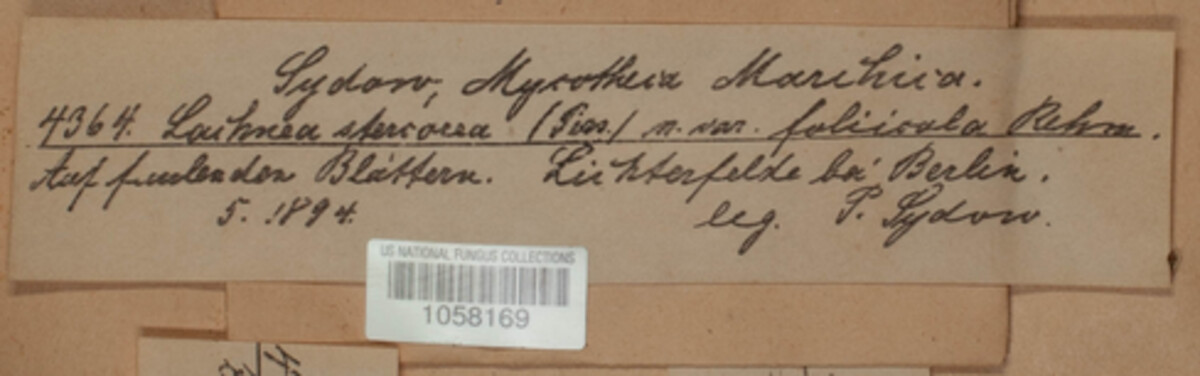 Sydow, Mycotheca Marchica.
4364. Lachnea stercorea (Pers.) n. var. foliicola Rehm.
Auf faulenden Blättern. Lichterfelde bei Berlin.
5. 1894. leg. P. Sydow.
US NATIONAL FUNGUS COLLECTIONS
1058169